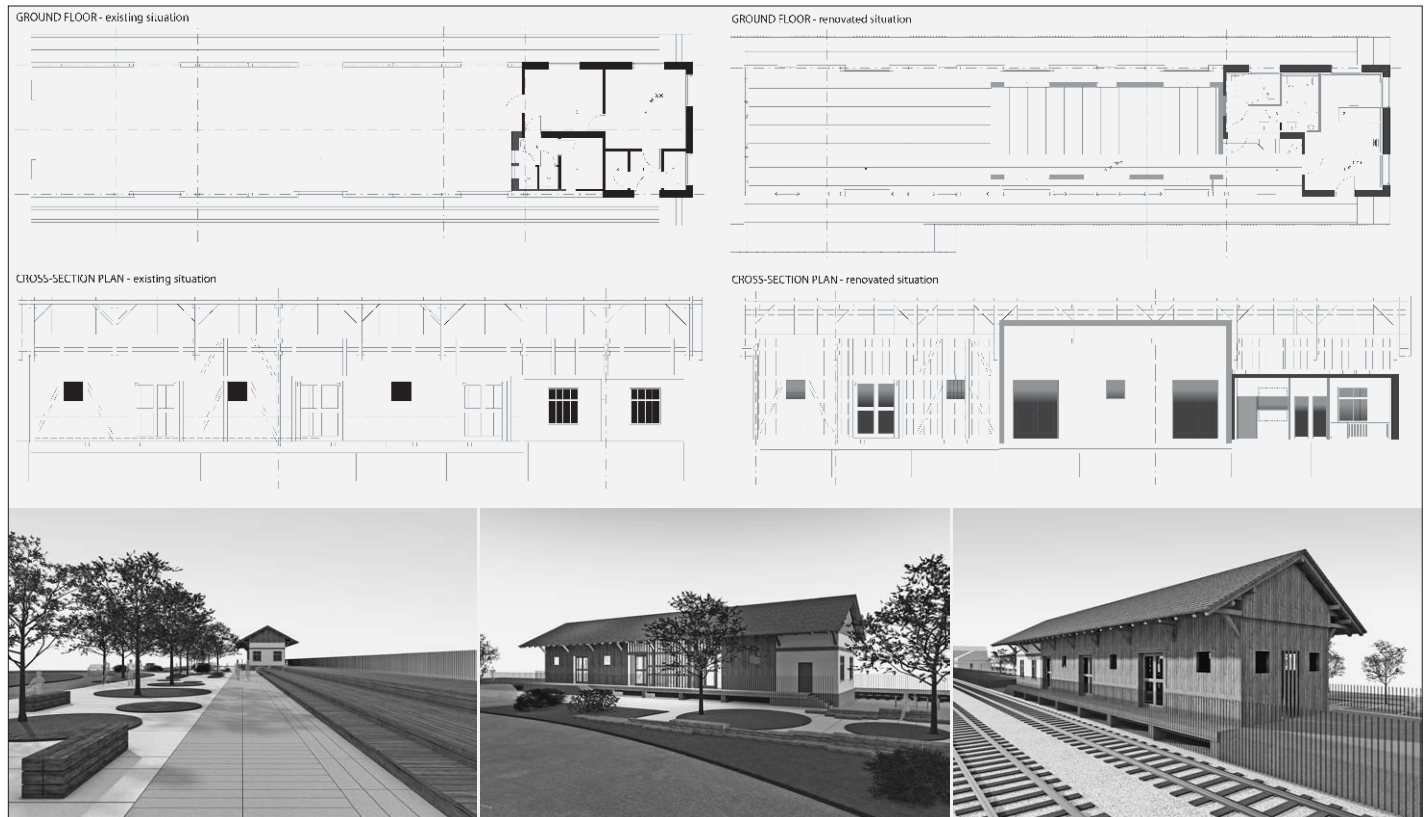 GROUND FLOOR - existing situation
GROUND FLOOR - renovated situation
CROSS-SECTION PLAN - existing situation
CROSS-SECTION PLAN - renovated situation